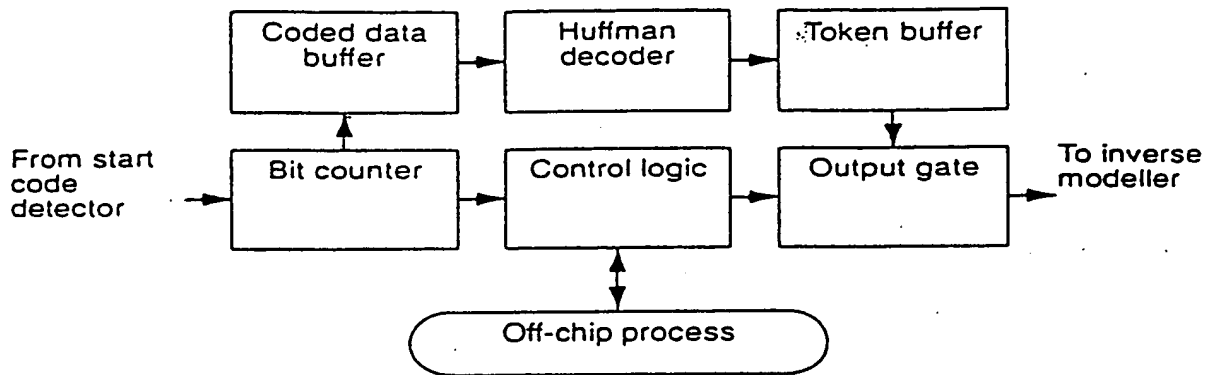 Coded data
buffer
Huffman
decoder
Token buffer
From start
code
detector
Bit counter
Control logic
Output gate
To inverse
modeller
Off-chip process